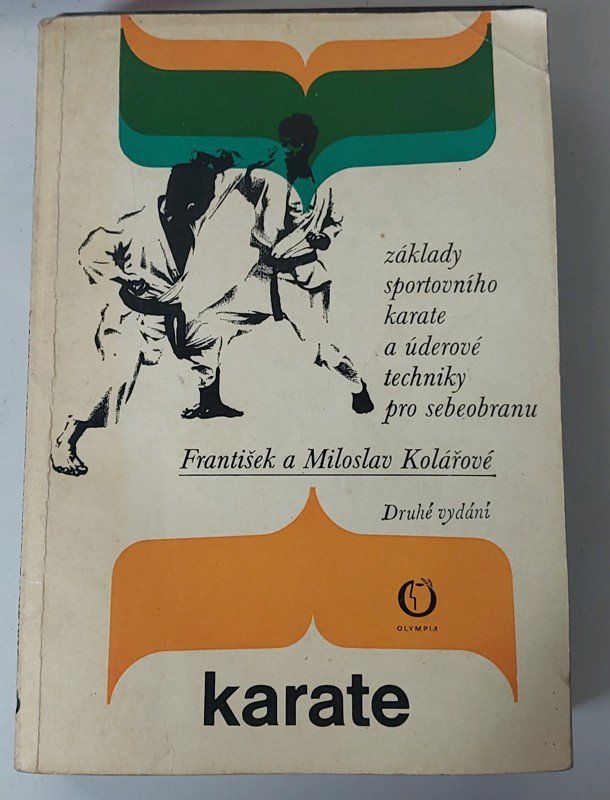 základy
sportovního
karate
a úderové
techniky
pro sebeobranu
František a Miloslav Kolářové
Druhé vydání
OLYMPIA
karate